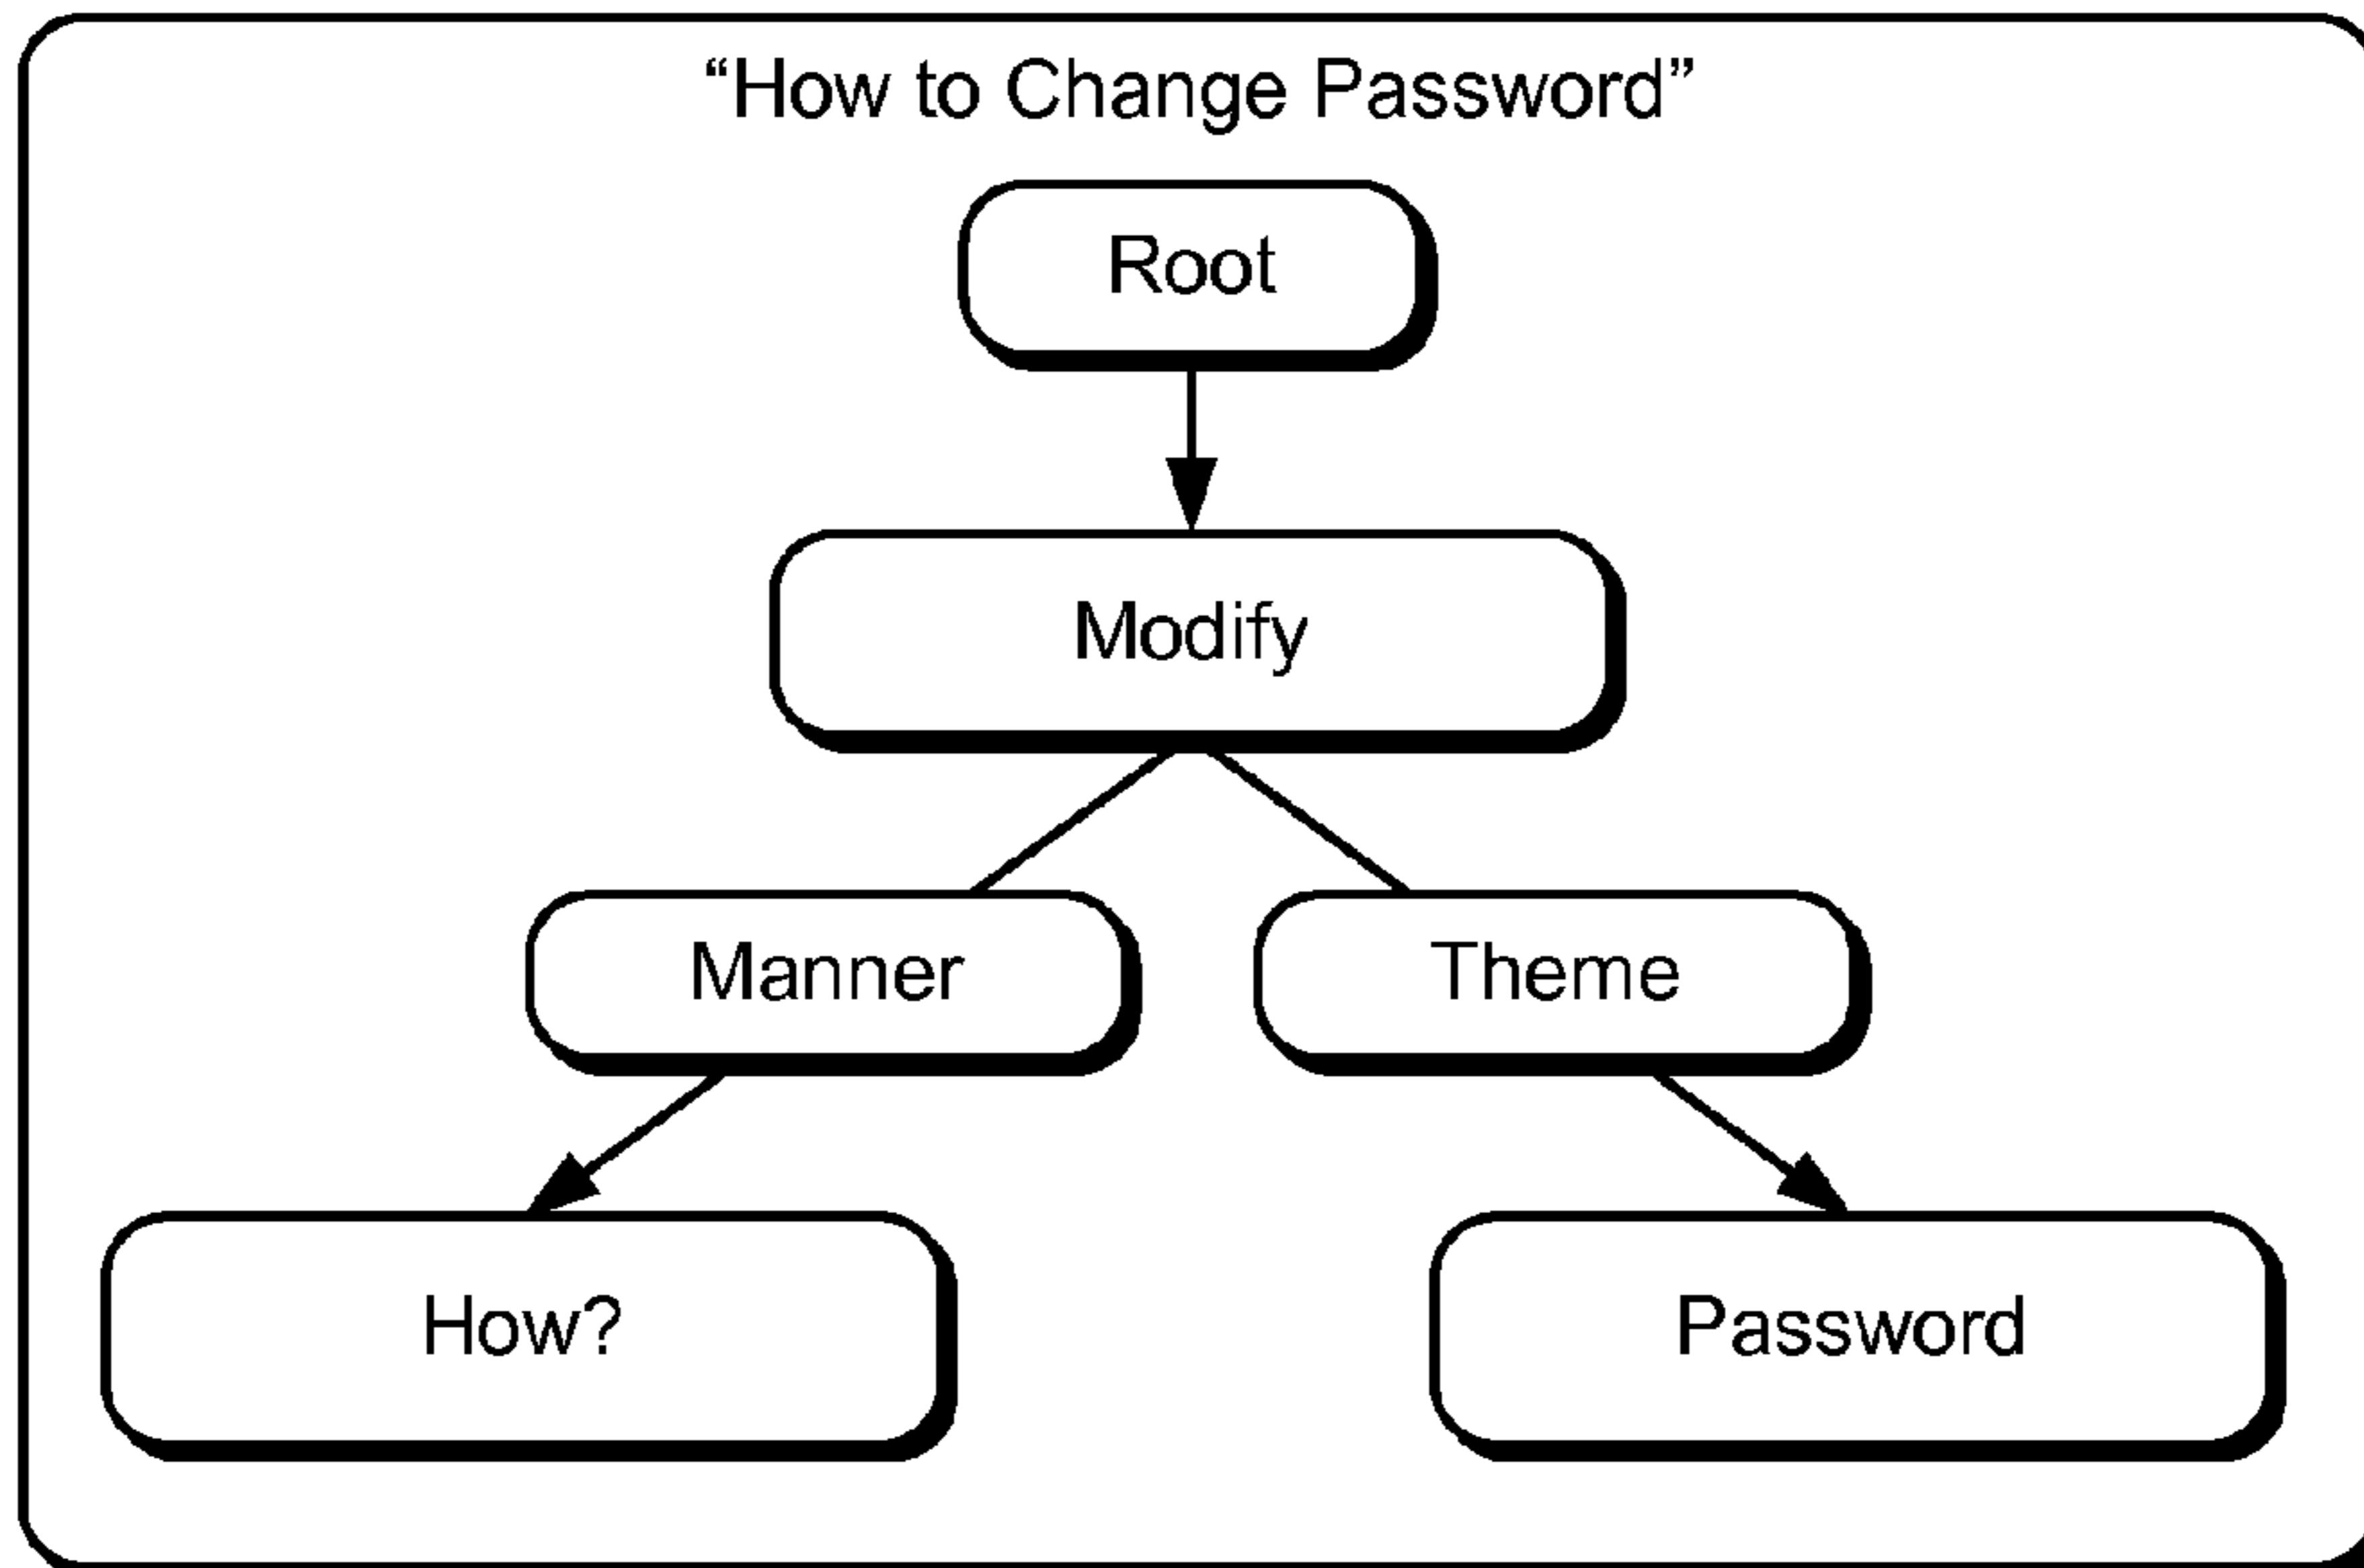 “How to Change Password”
Root
Modify
Manner
Theme
How?
Password